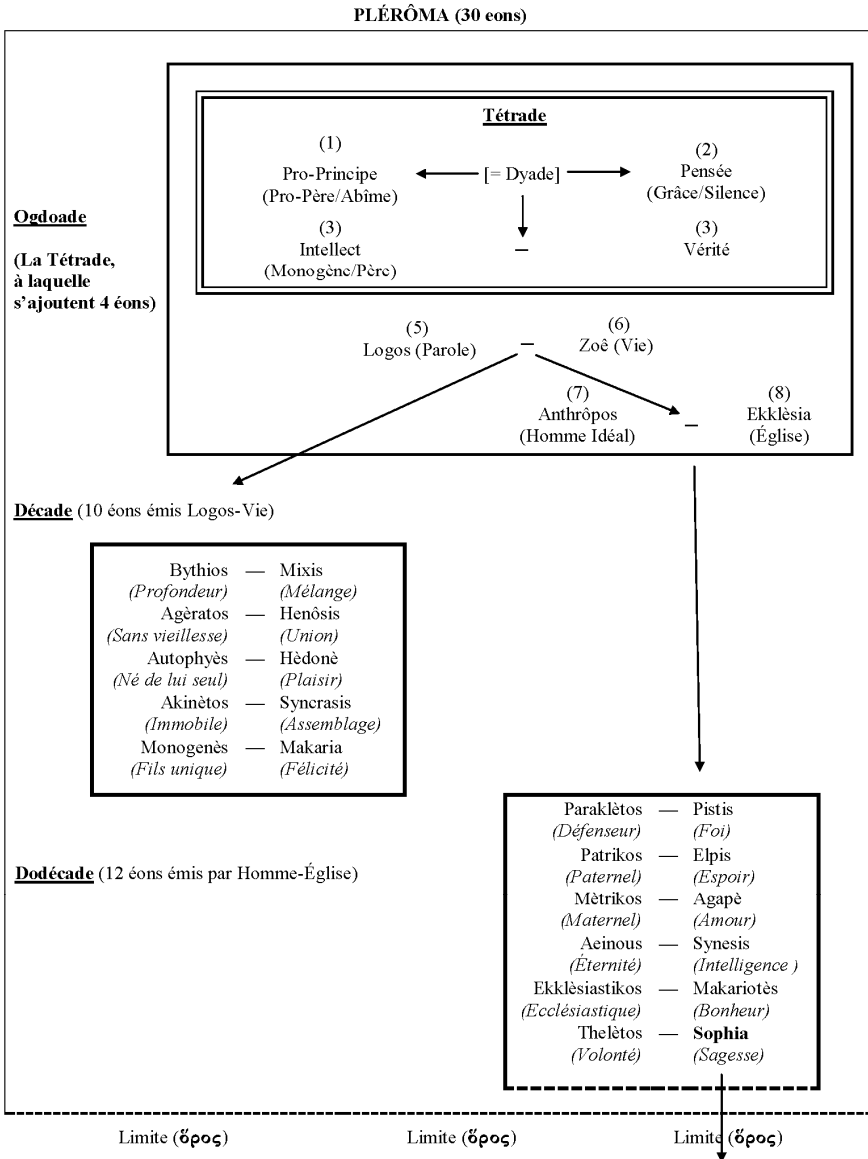 PLÉRÔMA (30 eons)
Tétrade
(1)
(2)
Pro-Principe
[= Dyade]
Pensée
(Pro-Père/Abîme)
(Grâce/Silence)
Ogdoade
(3)
(3)
Intellect
–
Vérité
(La Tétrade,
(Monogène/Père)
à laquelle
s'ajoutent 4 éons)
(5)
(6)
Logos (Parole)
–
Zoê (Vie)
(7)
(8)
Anthrôpos
–
Ekklèsia
(Homme Idéal)
(Église)
Décade (10 éons émis Logos-Vie)
Bythios — Mixis
(Profondeur) (Mélange)
Agèratos — Henôsis
(Sans vieillesse) (Union)
Autophyès — Hèdonè
(Né de lui seul) (Plaisir)
Akinètos — Syncrasis
(Immobile) (Assemblage)
Monogenès — Makaria
(Fils unique) (Félicité)
Paraklètos — Pistis
(Défenseur) (Foi)
Patrikos — Elpis
(Paternel) (Espoir)
Dodécade (12 éons émis par Homme-Église)
Mètrikos — Agapè
(Maternel) (Amour)
Aeinous — Synesis
(Éternité) (Intelligence )
Ekklèsiastikos — Makariotès
(Ecclésiastique) (Bonheur)
Thelètos — Sophia
(Volonté) (Sagesse)
Limite (ὅρος) Limite (ὅρος) Limite (ὅρος)